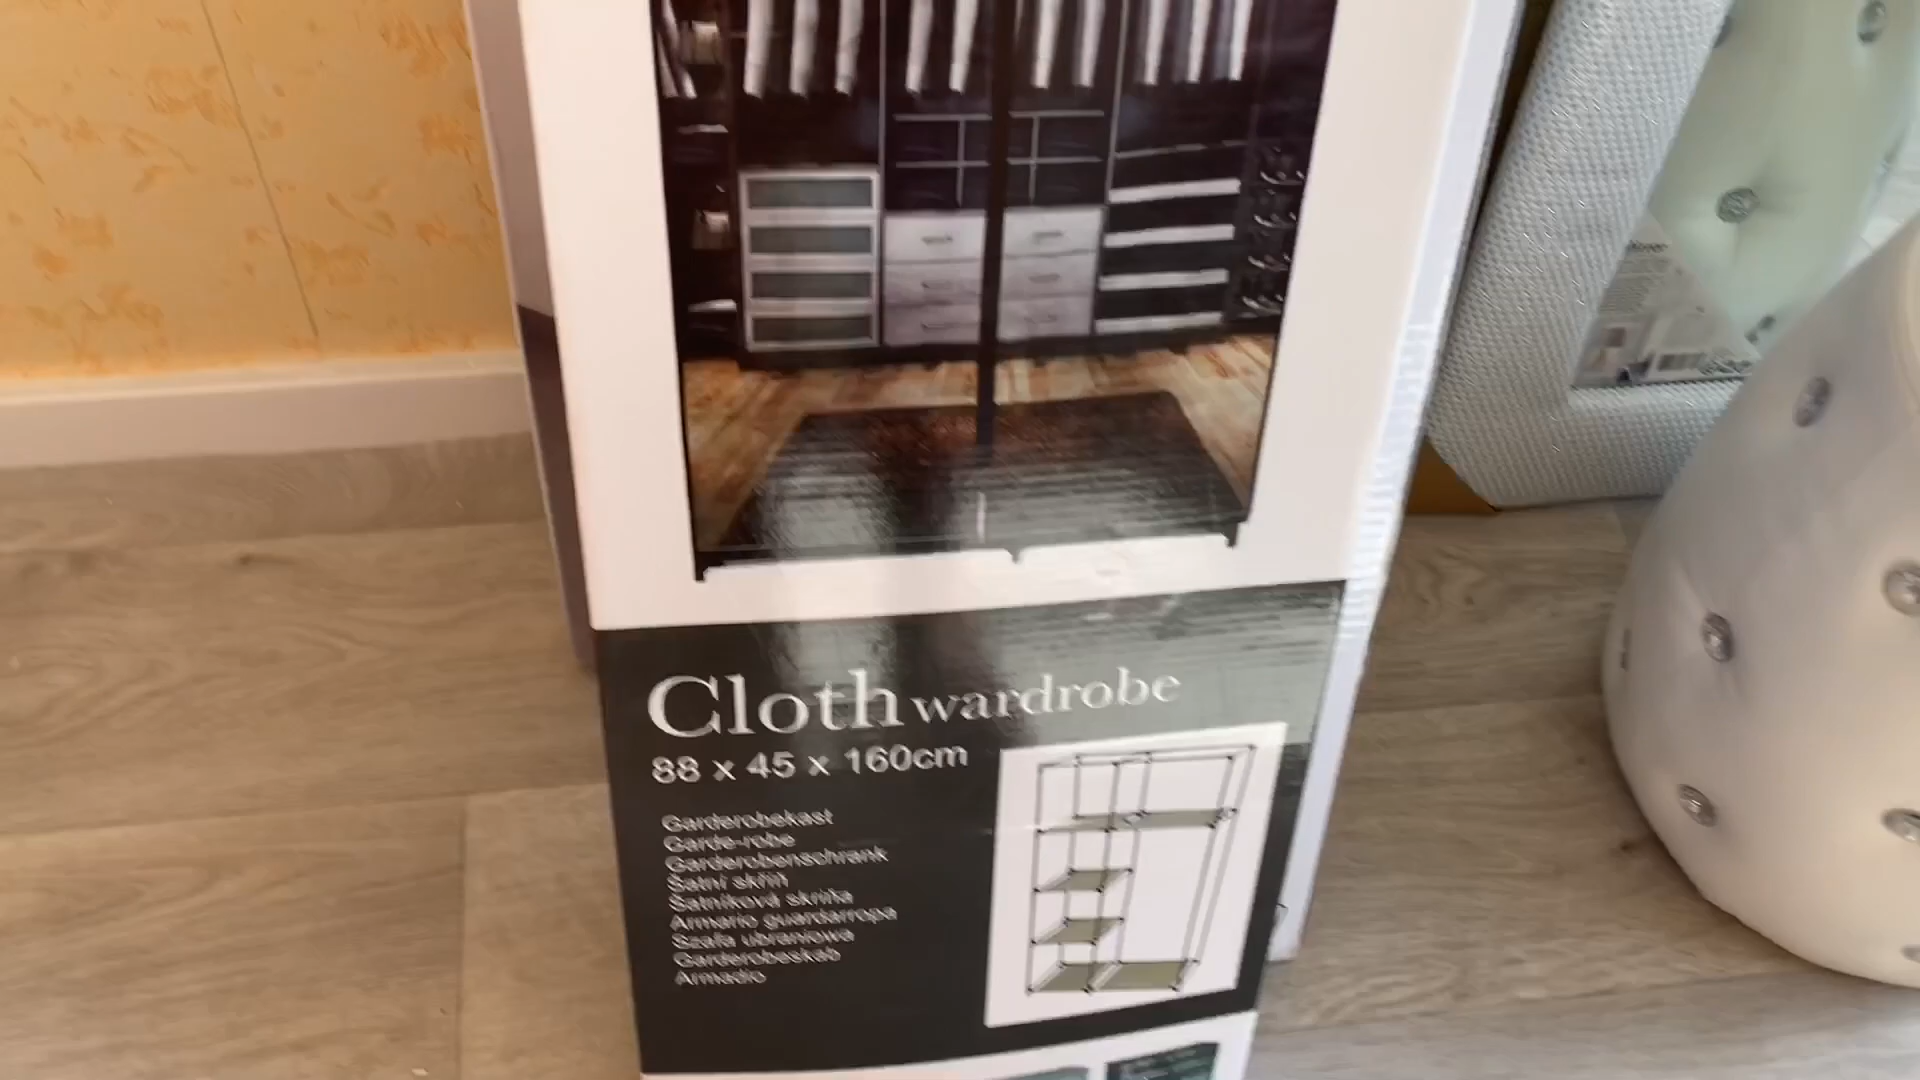 Cloth wardrobe
88 x 45 x 160cm
Garderobekast
Garde-robe
Garderobenschrank
Šatní skříň
Šatníková skriňa
Armario guardarropa
Szafa ubraniowa
Garderobeskab
Armadio